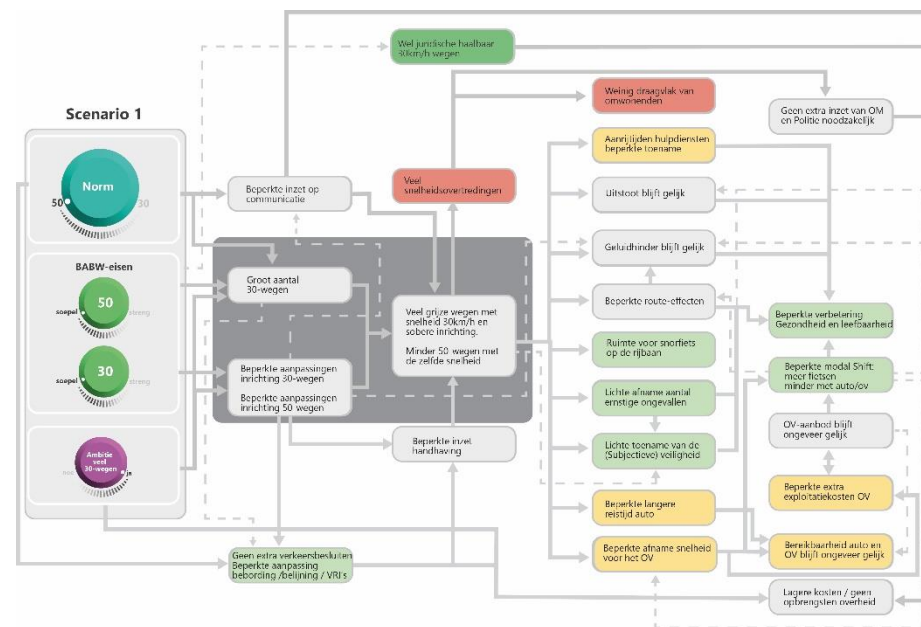 Wel juridische haalbaar
30km/h wegen
Weinig draagvlak van
omwonenden
Geen extra inzet van OM
en Politie noodzakelijk
Scenario 1
Norm
50
30
Beperkte inzet op
communicatie
Veel
snelheidsovertredingen
Aanrijtijden hulpdiensten
beperkte toename
Uitstoot blijft gelijk
Geluidhinder blijft gelijk
Beperkte route-effecten
BABW-eisen
50
soepel
streng
30
soepel
streng
Groot aantal
30-wegen
Veel grijze wegen met
snelheid 30km/h en
sobere inrichting.
Minder 50 wegen met
de zelfde snelheid
Beperkte verbetering
Gezondheid en leefbaarheid
Ruimte voor snorfiets
op de rijbaan
Beperkte modal Shift:
meer fietsen
minder met auto/ov
Beperkte aanpassingen
inrichting 30-wegen
Beperkte aanpassingen
inrichting 50 wegen
Lichte afname aantal
ernstige ongevallen
OV-aanbod blijft
ongeveer gelijk
Ambitie
veel
30-wegen
ja
Beperkte inzet
handhaving
Lichte toename van de
(Subjectieve) veiligheid
Beperkte extra
exploitatiekosten OV
Beperkte langere
reistijd auto
Geen extra verkeersbesluiten
Beperkte aanpassing
bebording /belijning / VRI's
Beperkte afname snelheid
voor het OV
Bereikbaarheid auto en
OV blijft ongeveer gelijk
Lagere kosten / geen
opbrengsten overheid